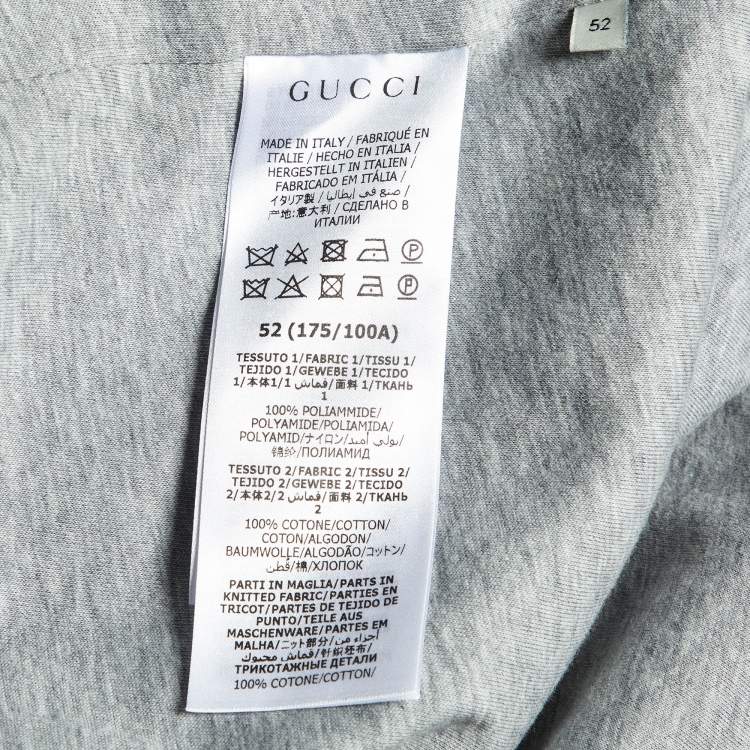 52
GUCCI
MADE IN ITALY / FABRIQUÉ EN
ITALIE / HECHO EN ITALIA /
HERGESTELLT IN ITALIEN /
FABRICADO EM ITÁLIA /
イタリア製 / صنع في إيطاليا /
产地:意大利 / СДЕЛАНО В
ИТАЛИИ
52 (175/100A)
TESSUTO 1/FABRIC 1/TISSU 1/
TEJIDO 1/GEWEBE 1/TECIDO
1/本体1/قماش 1/面料 1/ТКАНЬ
1
100% POLIAMMIDE/
POLYAMIDE/POLIAMIDA/
POLYAMID/ナイロン/بولي أميد/
锦纶/ПОЛИАМИД
TESSUTO 2/FABRIC 2/TISSU 2/
TEJIDO 2/GEWEBE 2/TECIDO
2/本体2/قماش 2/面料 2/ТКАНЬ
2
100% COTONE/COTTON/
COTON/ALGODON/
BAUMWOLLE/ALGODÃO/コットン/
قطن/棉/ХЛОПОК
PARTI IN MAGLIA/PARTS IN
KNITTED FABRIC/PARTIES EN
TRICOT/PARTES DE TEJIDO DE
PUNTO/TEILE AUS
MASCHENWARE/PARTES EM
MALHA/ニット部分/أجزاء من
قماش محبوك/针织坯布/
ТРИКОТАЖНЫЕ ДЕТАЛИ
100% COTONE/COTTON/